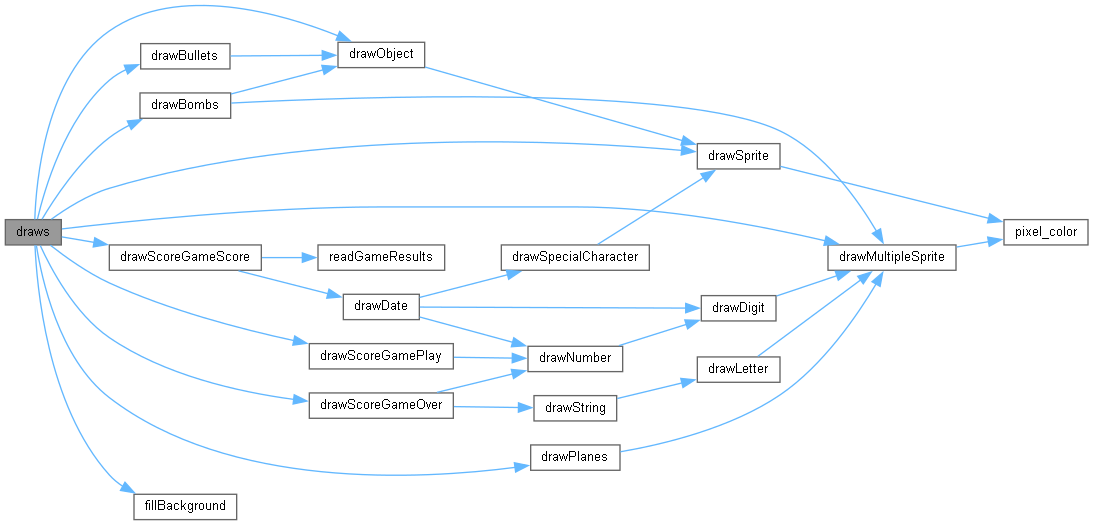 drawObject
drawBullets
drawBombs
drawSprite
draws
pixel_color
drawScoreGameScore
readGameResults
drawSpecialCharacter
drawMultipleSprite
drawDate
drawDigit
drawScoreGamePlay
drawNumber
drawLetter
drawScoreGameOver
drawString
drawPlanes
fillBackground